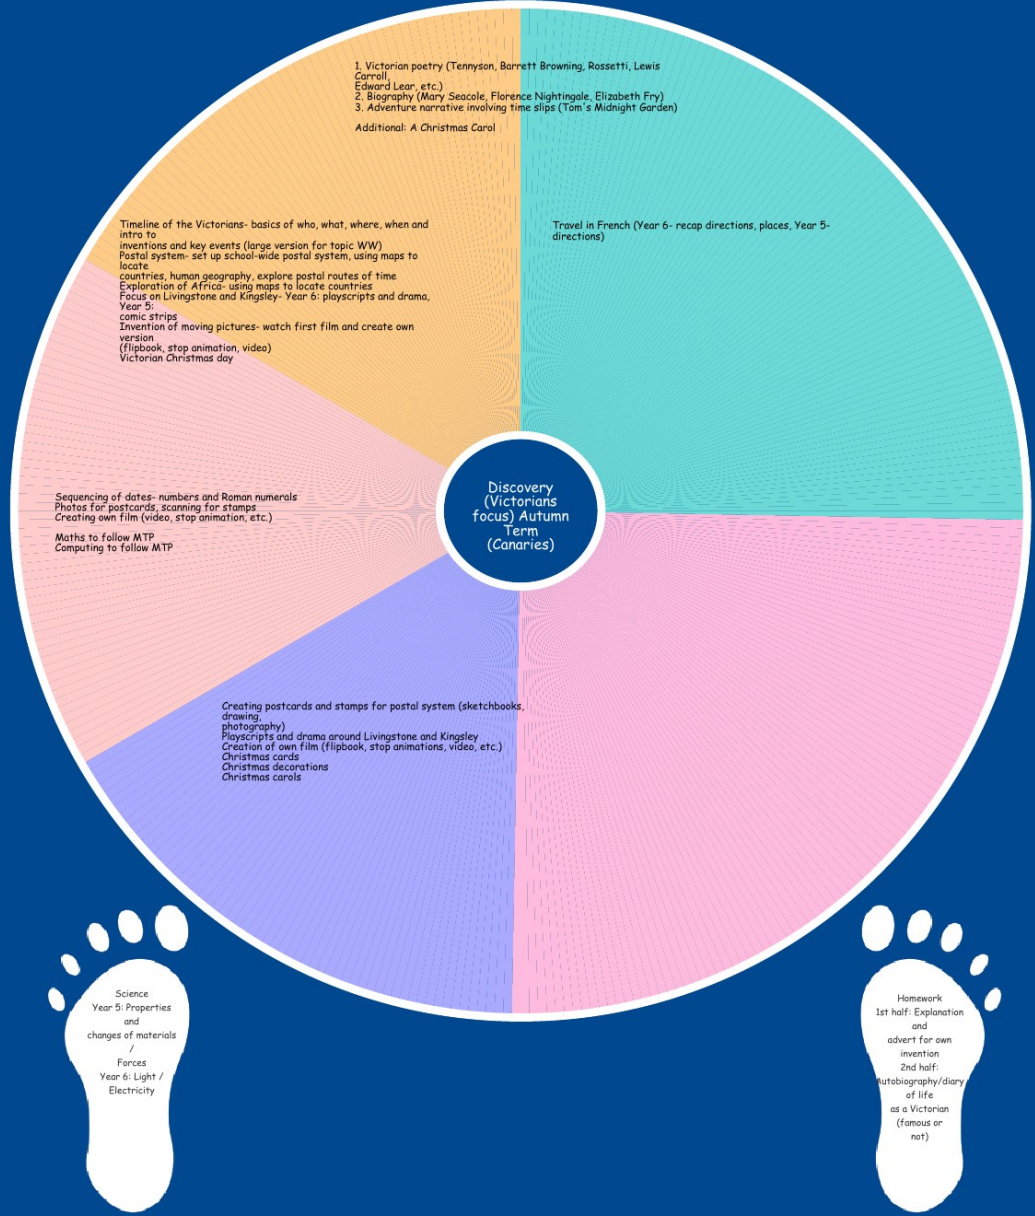 1. Victorian poetry (Tennyson, Barrett Browning, Rossetti, Lewis
Carroll,
Edward Lear, etc.)
2. Biography (Mary Seacole, Florence Nightingale, Elizabeth Fry)
3. Adventure narrative involving time slips (Tom's Midnight Garden)
Additional: A Christmas Carol
Timeline of the Victorians- basics of who, what, where, when and
intro to
inventions and key events (large version for topic WW)
Postal system- set up school-wide postal system, using maps to
locate
countries, human geography, explore postal routes of time
Exploration of Africa- using maps to locate countries
Focus on Livingstone and Kingsley- Year 6: playscripts and drama,
Year 5:
comic strips
Invention of moving pictures- watch first film and create own
version
(flipbook, stop animation, video)
Victorian Christmas day
Travel in French (Year 6- recap directions, places, Year 5-
directions)
Sequencing of dates- numbers and Roman numerals
Photos for postcards, scanning for stamps
Creating own film (video, stop animation, etc.)
Maths to follow MTP
Computing to follow MTP
Discovery
(Victorians
focus) Autumn
Term
(Canaries)
Creating postcards and stamps for postal system (sketchbooks,
drawing,
photography)
Playscripts and drama around Livingstone and Kingsley
Creation of own film (flipbook, stop animations, video, etc.)
Christmas cards
Christmas decorations
Christmas carols
Science
Year 5: Properties
and
changes of materials
/
Forces
Year 6: Light /
Electricity
Homework
1st half: Explanation
and
advert for own
invention
2nd half:
Autobiography/diary
of life
as a Victorian
(famous or
not)